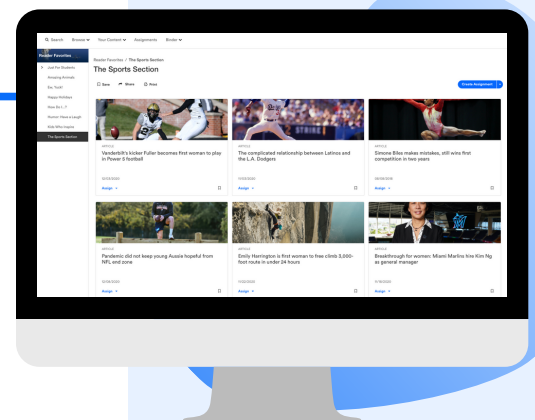 Search Browse Your Content Assignments Binder
Reader Favorites
Just For Students
Amazing Animals
Ew, Yuck!
Happy Holidays
How Do I...?
Humor: Have a Laugh
Kids Who Inspire
The Sports Section
Reader Favorites / The Sports Section
The Sports Section
Save Share Print
Create Assignment
ARTICLE
Vanderbilt's kicker Fuller becomes first woman to play
in Power 5 football
Assign
STRIKE
ARTICLE
The complicated relationship between Latinos and
the L.A. Dodgers
Assign
ARTICLE
Simone Biles makes mistakes, still wins first
competition in two years
Assign
ARTICLE
Pandemic did not keep young Aussie hopeful from
NFL end zone
Assign
ARTICLE
Emily Harrington is first woman to free climb 3,000-
foot route in under 24 hours
Assign
ARTICLE
Breakthrough for women: Miami Marlins hire Kim Ng
as general manager
Assign